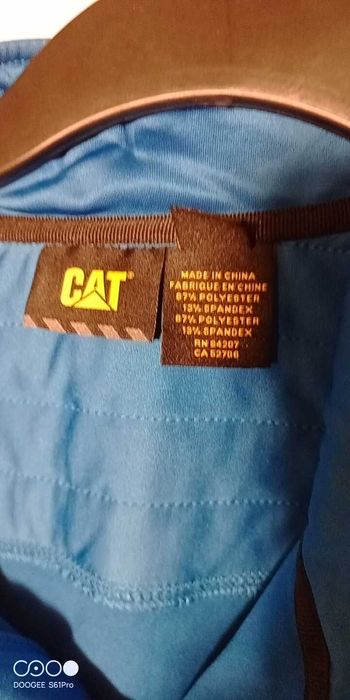 CAT®
MADE IN CHINA
FABRIQUE EN CHINE
87% POLYESTER
13% SPANDEX
87% POLYESTER
13% SPANDEX
RN 84207
CA 52786
DOOGEE S61Pro